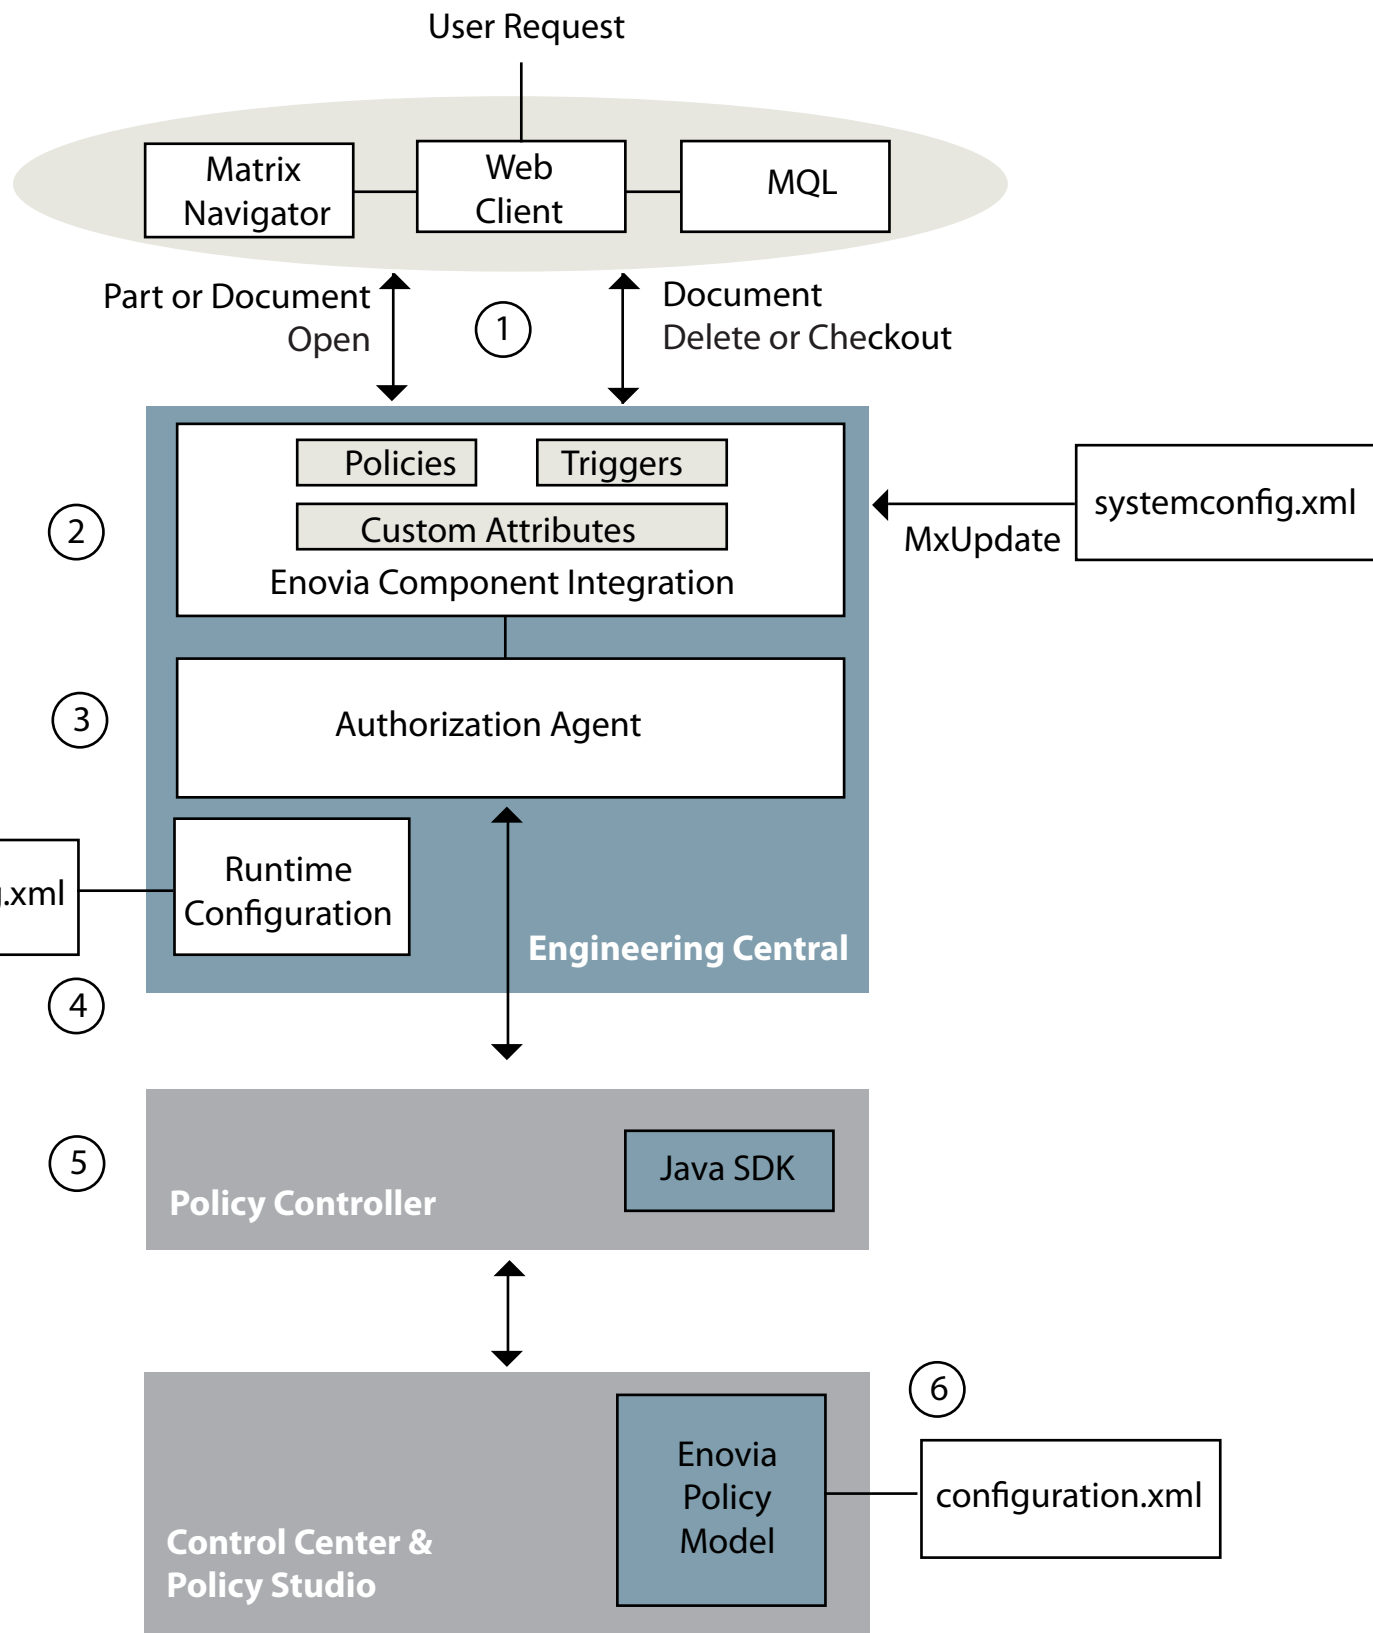 User Request
Matrix
Navigator
Web
Client
MQL
Part or Document
Open
1
Document
Delete or Checkout
Policies
Triggers
Custom Attributes
Enovia Component Integration
2
systemconfig.xml
MxUpdate
3
Authorization Agent
g.xml
Runtime
Configuration
Engineering Central
4
5
Java SDK
Policy Controller
6
Enovia
Policy
Model
configuration.xml
Control Center &
Policy Studio